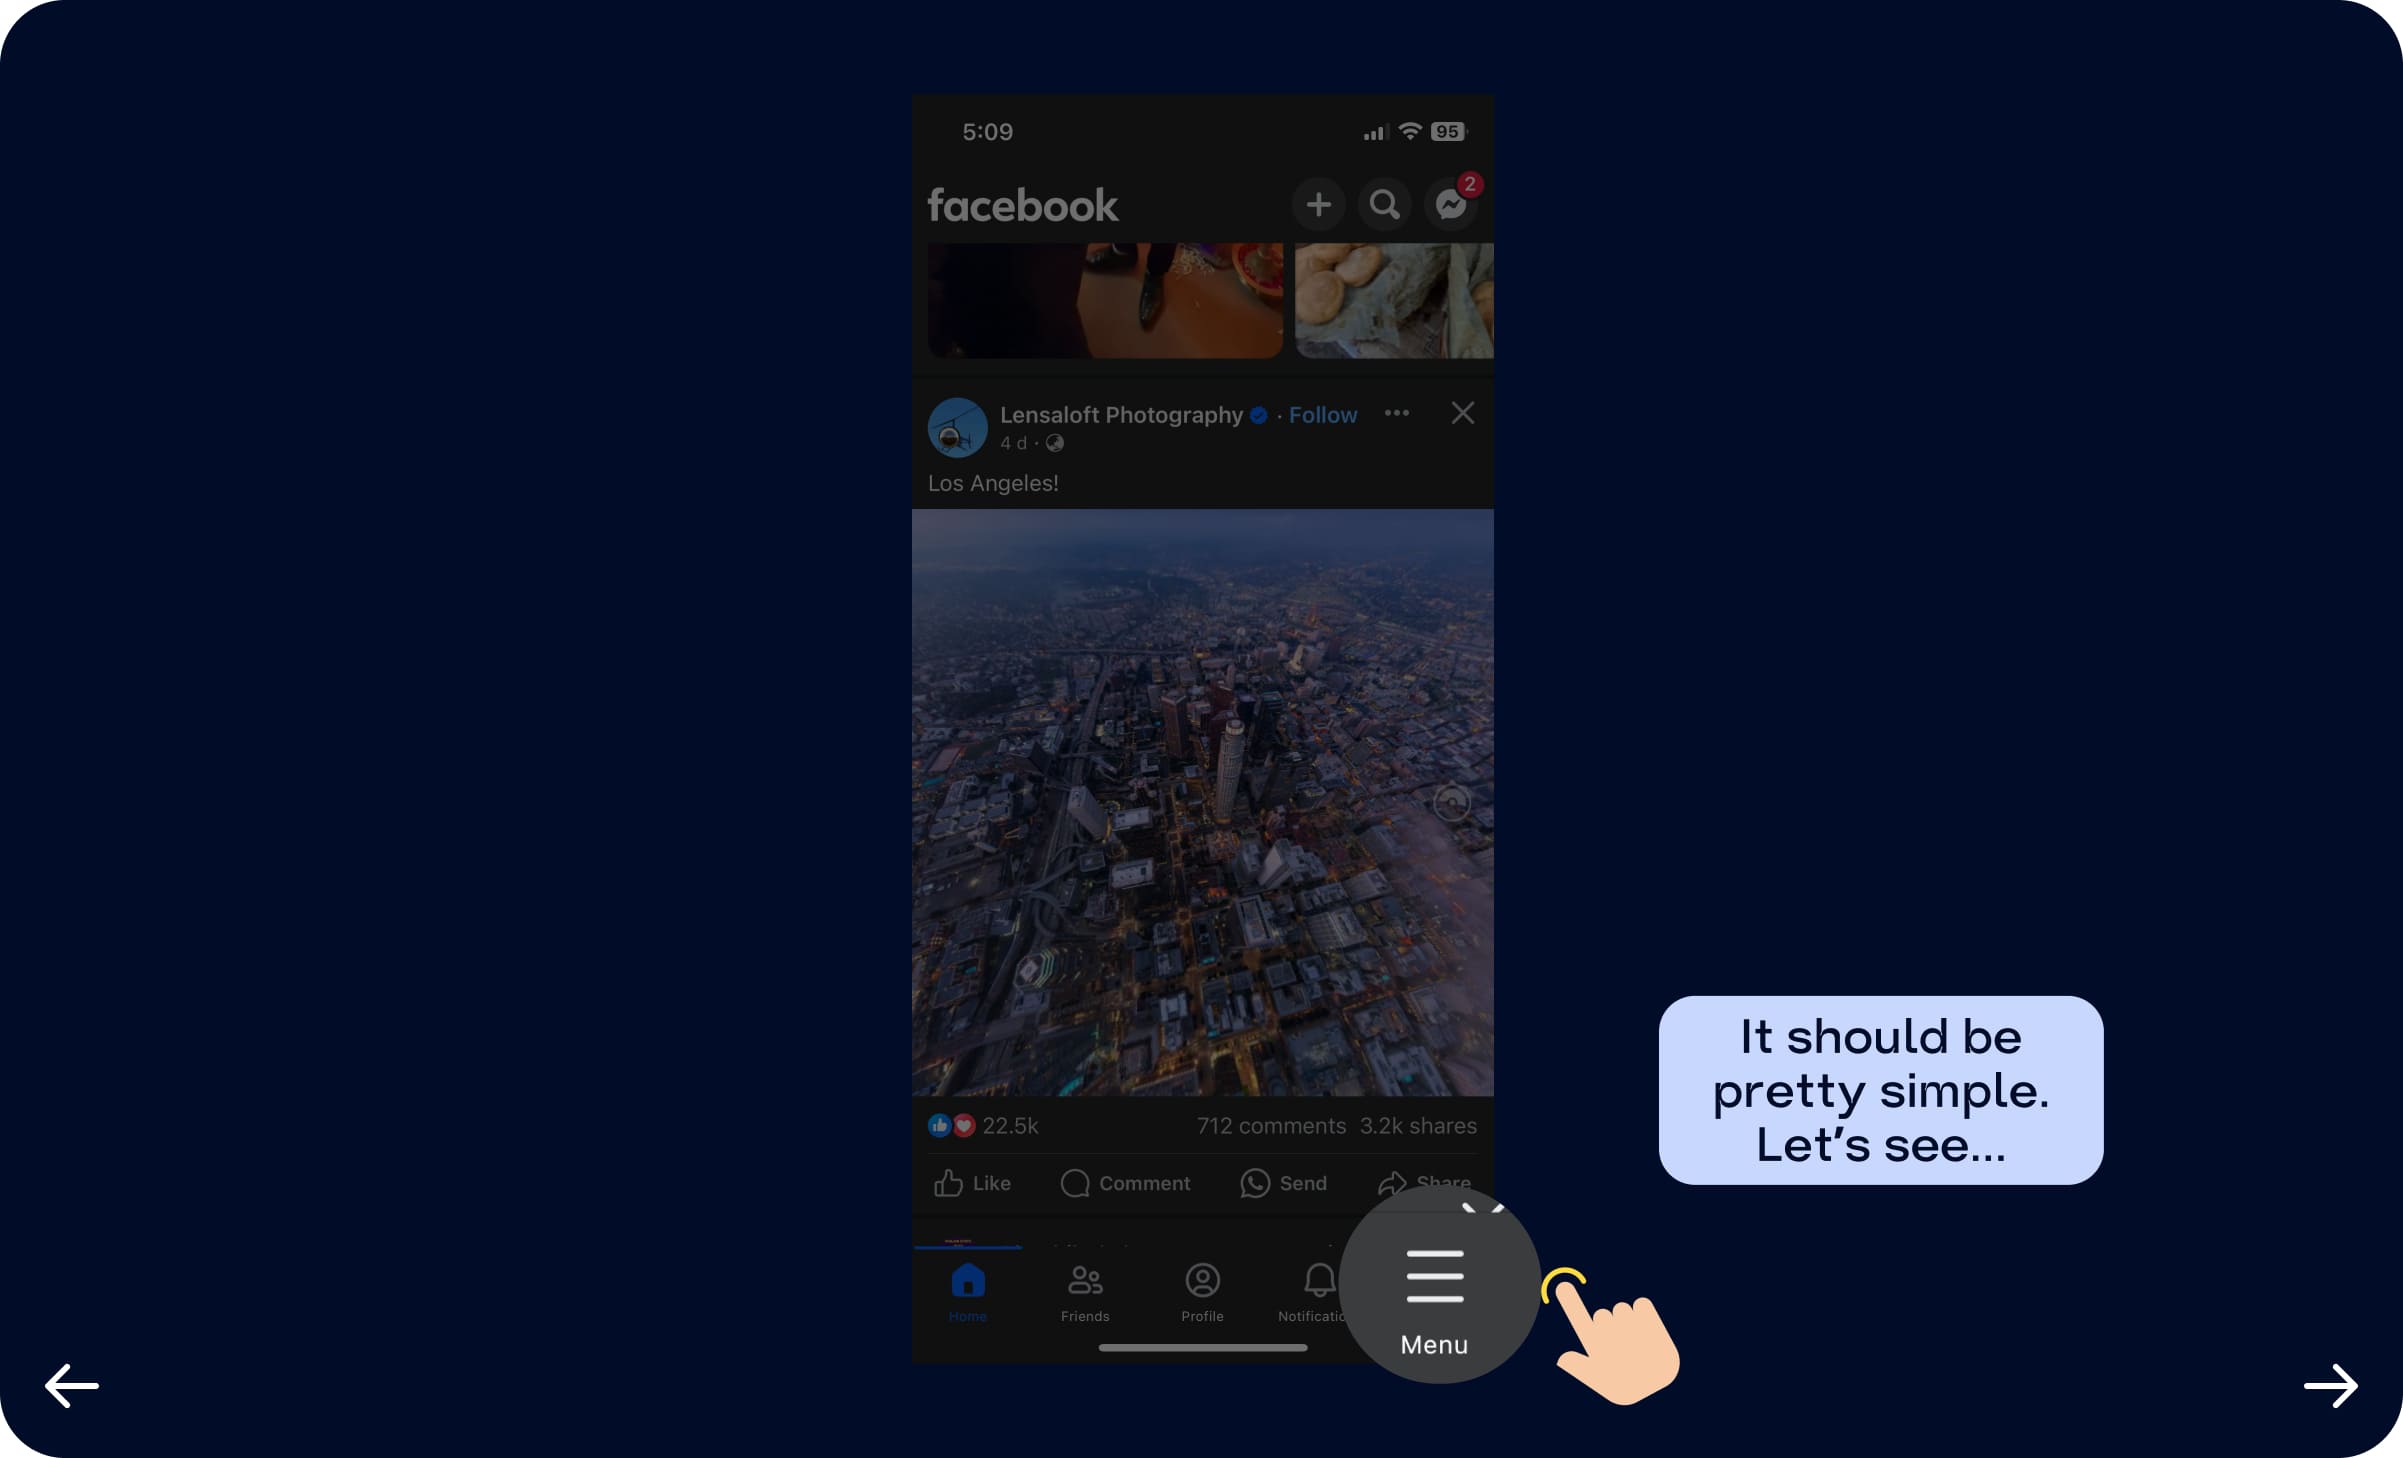 5:09
95
facebook
2
Lensaloft Photography · Follow
4 d ·
Los Angeles!
22.5k
712 comments 3.2k shares
Like
Comment
Send
Share
Home
Friends
Profile
Notificatic
Menu
It should be
pretty simple.
Let's see...